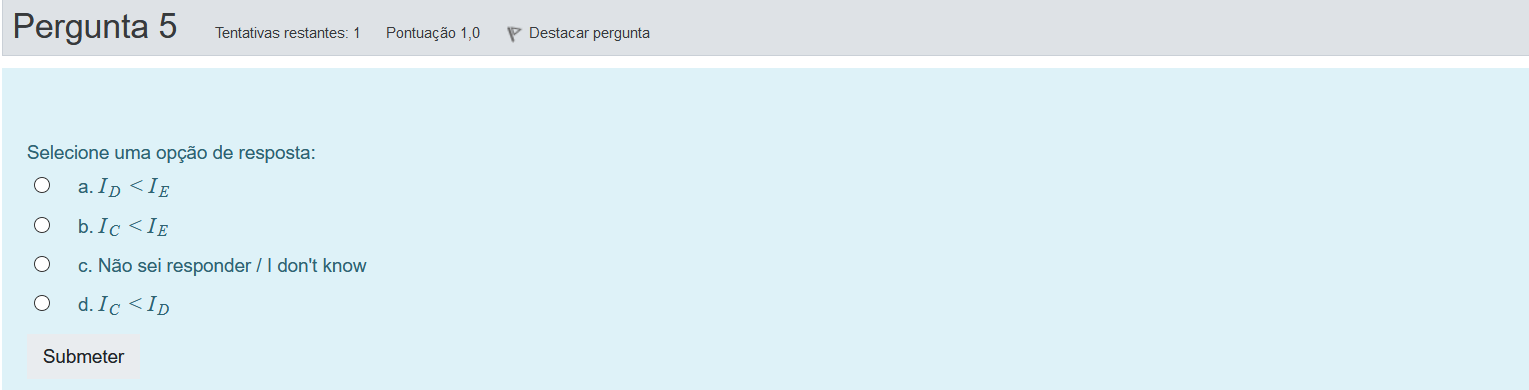 Pergunta 5 Tentativas restantes: 1 Pontuação 1,0 Destacar pergunta
Selecione uma opção de resposta:
a. I_D < I_E
b. I_C < I_E
c. Não sei responder / I don't know
d. I_C < I_D
Submeter